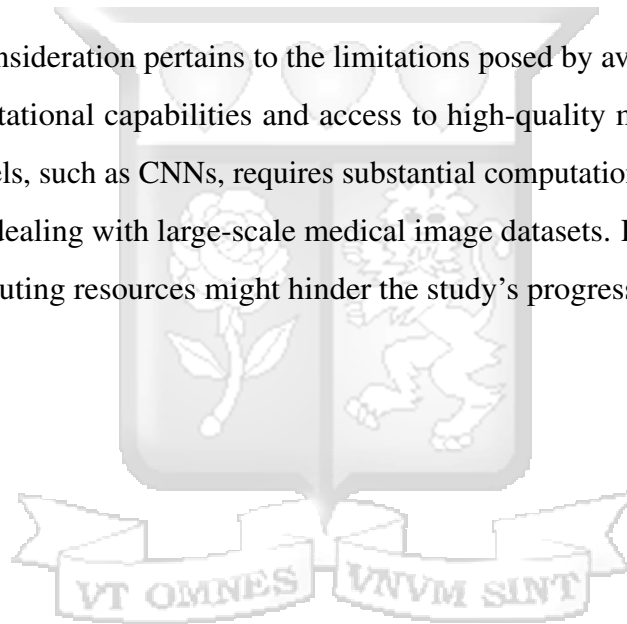 nsideration pertains to the limitations posed by av
tational capabilities and access to high-quality
els, such as CNNs, requires substantial computation
dealing with large-scale medical image datasets.
uting resources might hinder the study’s progress
VT OMNES VNVM SINT